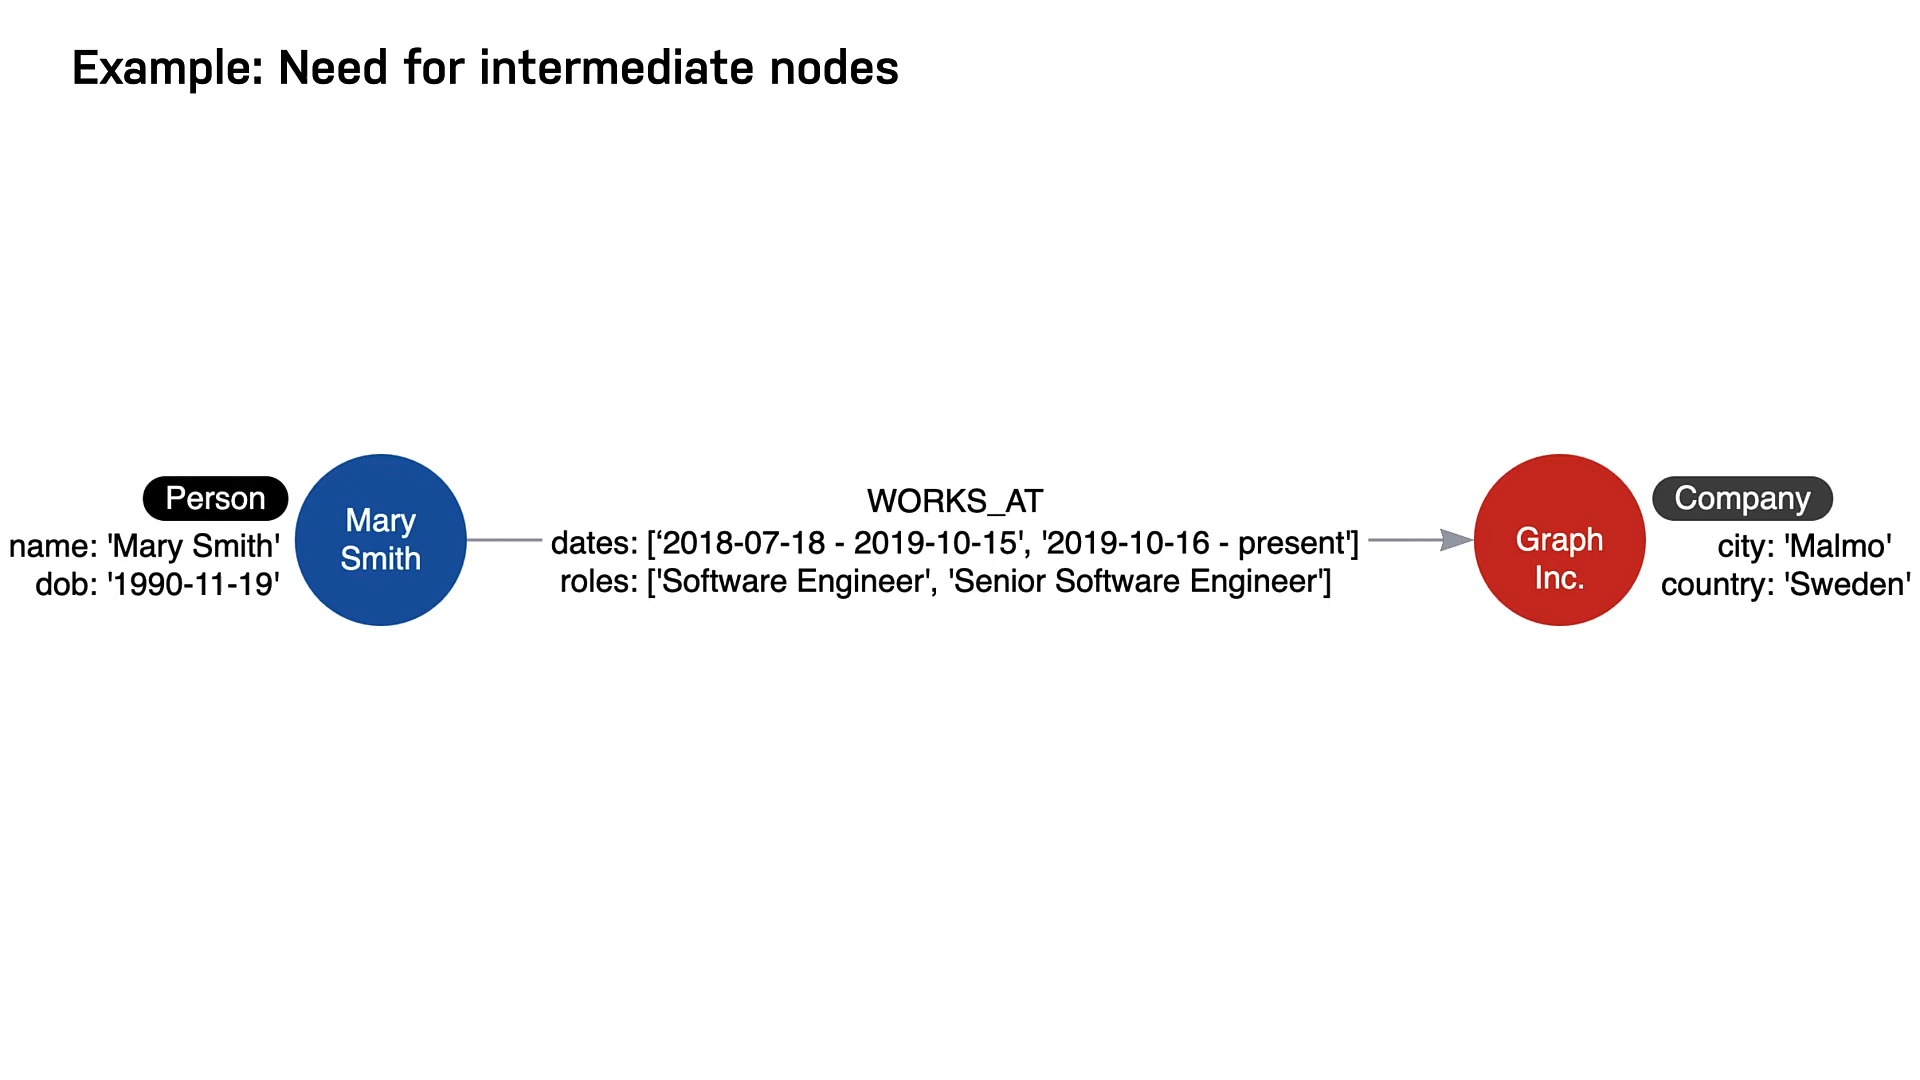 Example: Need for intermediate nodes
Person
name: 'Mary Smith'
dob: '1990-11-19'
Mary
Smith
WORKS_AT
dates: [‘2018-07-18 - 2019-10-15', '2019-10-16 - present']
roles: ['Software Engineer', 'Senior Software Engineer']
Graph
Inc.
Company
city: 'Malmo'
country: 'Sweden'